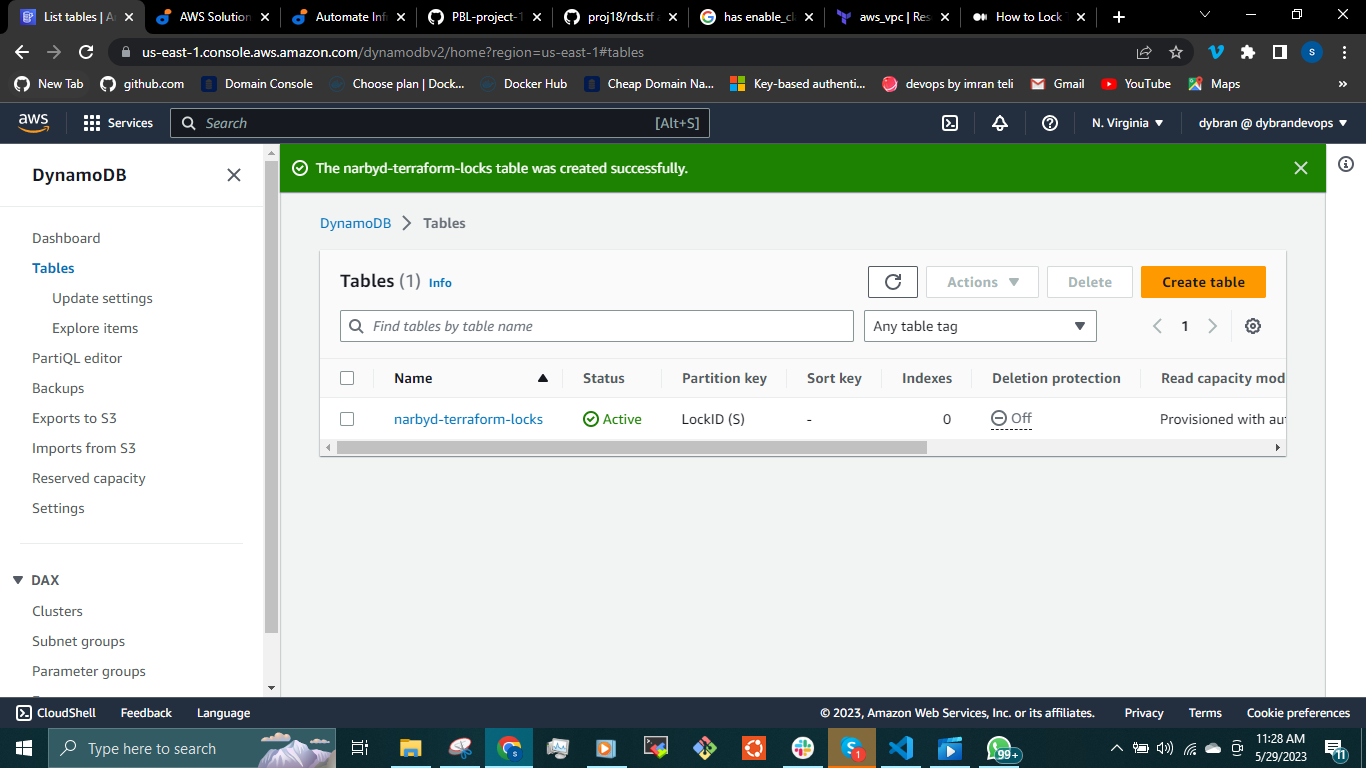 List tables | A
AWS Solution
Automate Infr
PBL-project-1
proj18/rds.tf a
has enable_cla
aws_vpc | Res
How to Lock T
us-east-1.console.aws.amazon.com/dynamodbv2/home?region=us-east-1#tables
S
New Tab
github.com
Domain Console
Choose plan | Dock...
Docker Hub
Cheap Domain Na...
Key-based authenti...
devops by imran teli
Gmail
YouTube
Maps
»
aws
Services
Search
[Alt+S]
N. Virginia
dybran @ dybrandevops
DynamoDB
Dashboard
Tables
Update settings
Explore items
PartiQL editor
Backups
Exports to S3
Imports from S3
Reserved capacity
Settings
DAX
Clusters
Subnet groups
Parameter groups
The narbyd-terraform-locks table was created successfully.
DynamoDB
Tables
Tables (1) Info
Actions
Delete
Create table
Find tables by table name
Any table tag
1
Name
Status
Partition key
Sort key
Indexes
Deletion protection
Read capacity mod
narbyd-terraform-locks
Active
LockID (S)
-
0
Off
Provisioned with au
CloudShell
Feedback
Language
© 2023, Amazon Web Services, Inc. or its affiliates.
Privacy
Terms
Cookie preferences
Type here to search
S
1
99+
11:28 AM
5/29/2023
11